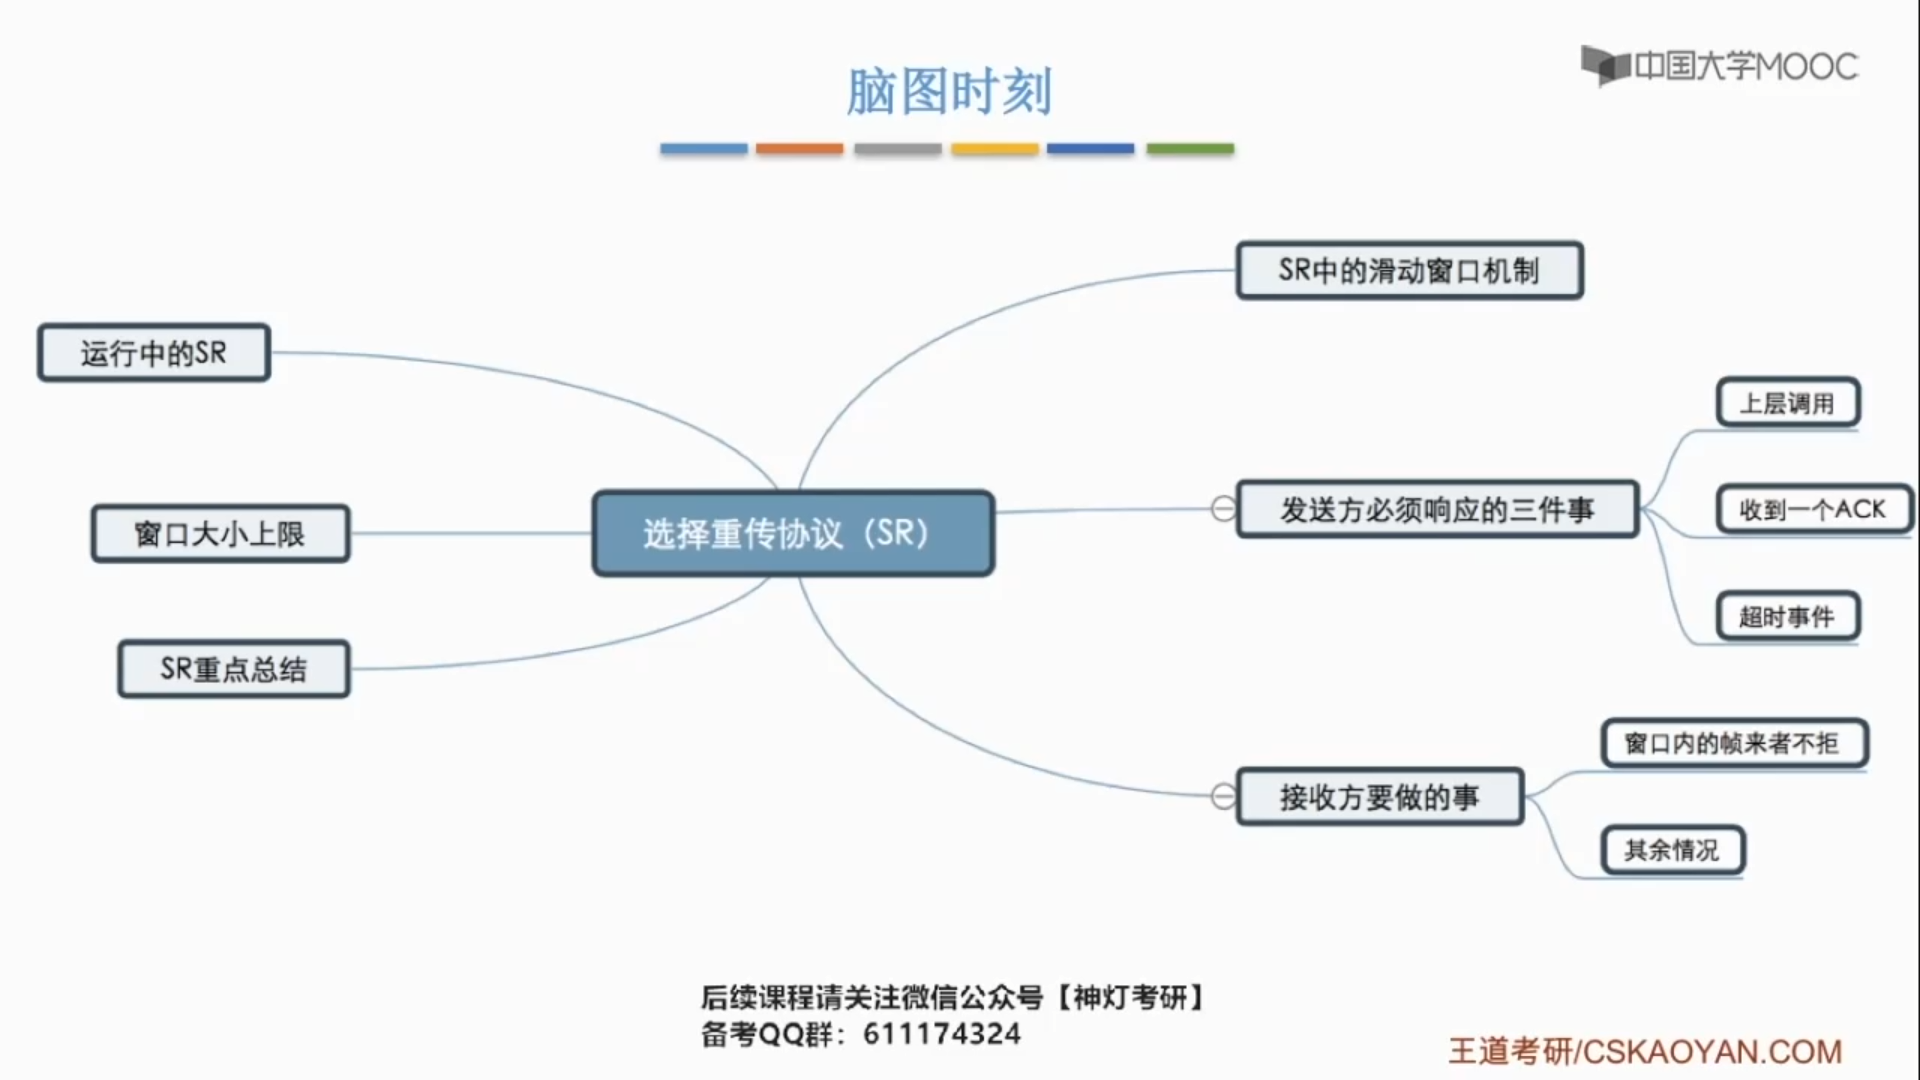 脑图时刻
中国大学MOOC
SR中的滑动窗口机制
运行中的SR
上层调用
选择重传协议（SR）
发送方必须响应的三件事
收到一个ACK
窗口大小上限
超时事件
SR重点总结
窗口内的帧来者不拒
接收方要做的事
其余情况
后续课程请关注微信公众号【神灯考研】
备考QQ群：611174324
王道考研/CSKAOYAN.COM